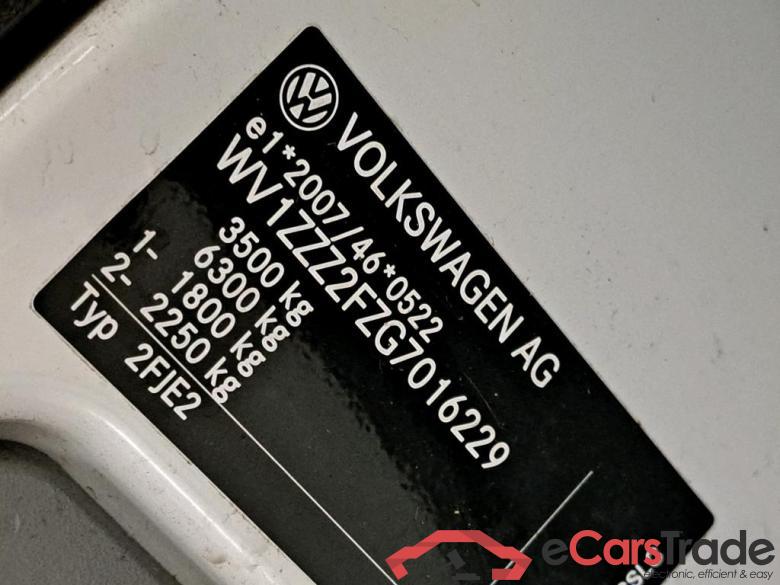 VOLKSWAGEN AG
e1*2007/46*0522
WV1ZZZ2FZG7016229
3500 kg
6300 kg
1- 1800 kg
2- 2250 kg
Typ 2FJE2
eCarsTrade
electronic, efficient & easy